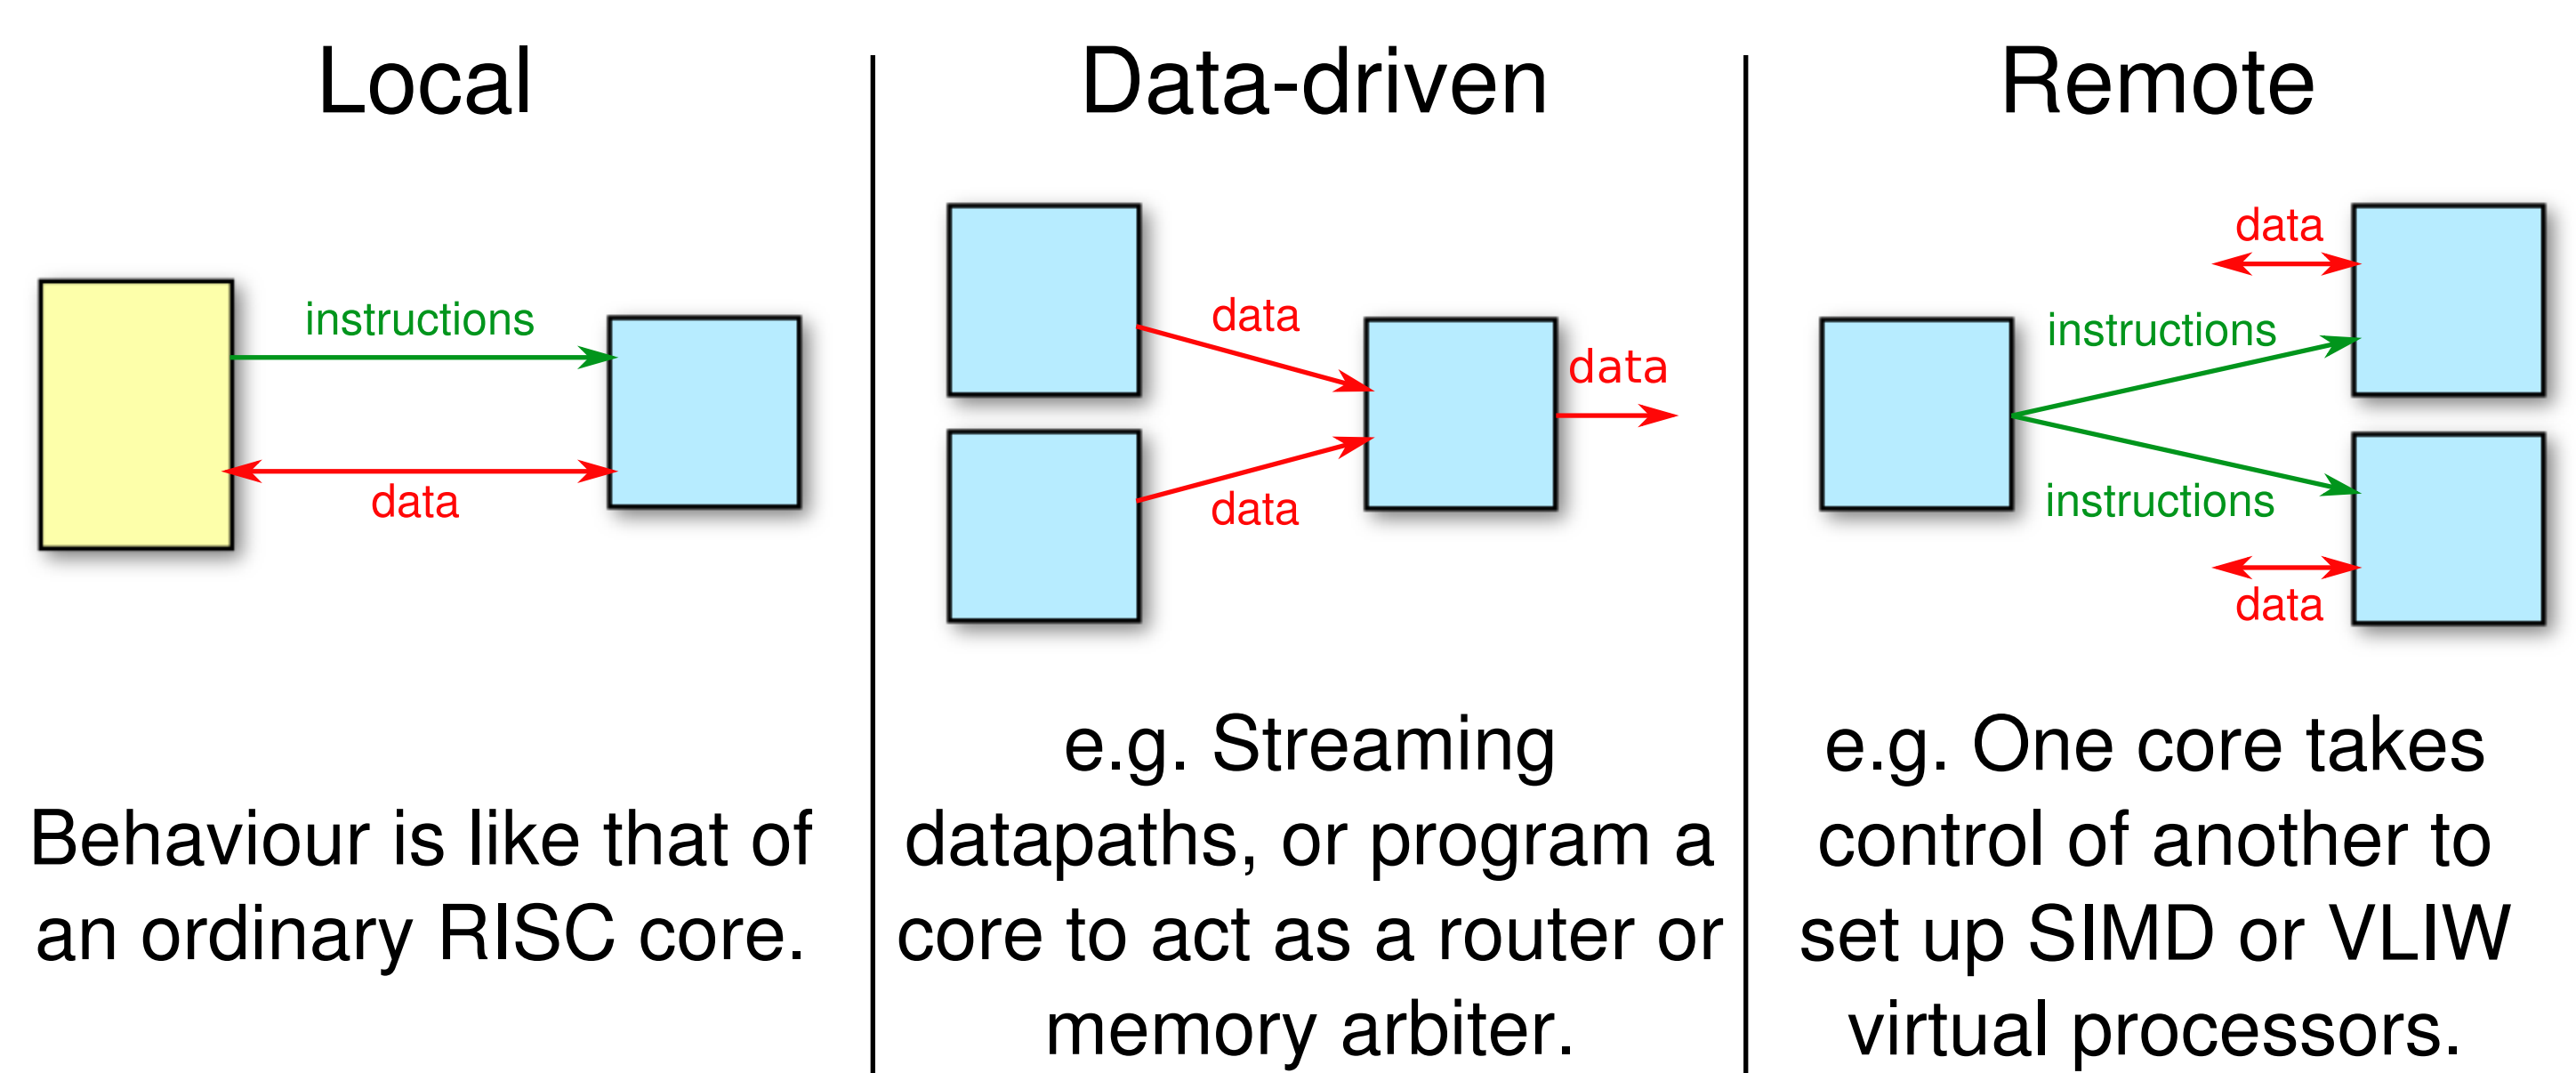 Local
instructions
data
Behaviour is like that of
an ordinary RISC core.
Data-driven
data
data
data
e.g. Streaming
datapaths, or program a
core to act as a router or
memory arbiter.
Remote
data
instructions
instructions
data
e.g. One core takes
control of another to
set up SIMD or VLIW
virtual processors.